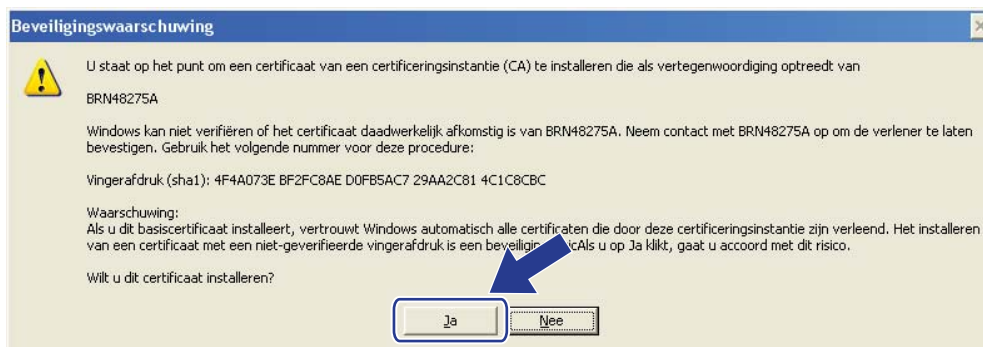 Beveiligingswaarschuwing
U staat op het punt om een certificaat van een certificeringsinstantie (CA) te installeren die als vertegenwoordiging optreedt van
BRN48275A
Windows kan niet verifiëren of het certificaat daadwerkelijk afkomstig is van BRN48275A. Neem contact met BRN48275A op om de verlener te laten
bevestigen. Gebruik het volgende nummer voor deze procedure:
Vingerafdruk (sha1): 4F4A073E BF2FC8AE D0FB5AC7 29AA2C81 4C1C8CBC
Waarschuwing:
Als u dit basiscertificaat installeert, vertrouwt Windows automatisch alle certificaten die door deze certificeringsinstantie zijn verleend. Het installeren
van een certificaat met een niet-geverifieerde vingerafdruk is een Als u op Ja klikt, gaat u accoord met dit risico.
Wilt u dit certificaat installeren?
Ja Nee